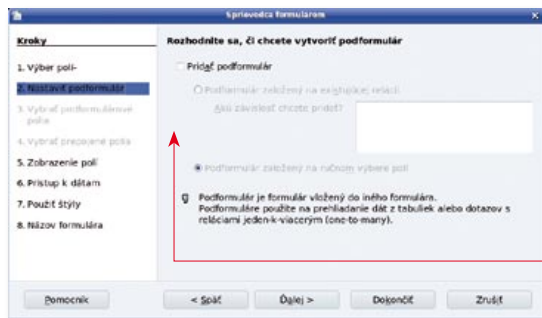 Sprievodca formulárom
Kroky
1. Výber polí-
2. Nastaviť podformulár
3. Vybrať podformulárové
polia
4. Vybrať prepojené polia
5. Zobrazenie polí
6. Prístup k dátam
7. Použiť štýly
8. Názov formulára
Rozhodnite sa, či chcete vytvoriť podformulár
Pridať podformulár
Podformulár založený na existujúcej relácii
Akú závislosť chcete pridať?
Podformulár založený na ručnom výbere polí
Podformulár je formulár vložený do iného formulára.
Podformuláre použite na prehliadanie dát z tabuliek alebo dotazov s
reláciami jeden-k-viacerým (one-to-many).
Pomocník
< Späť
Ďalej >
Dokončiť
Zrušiť